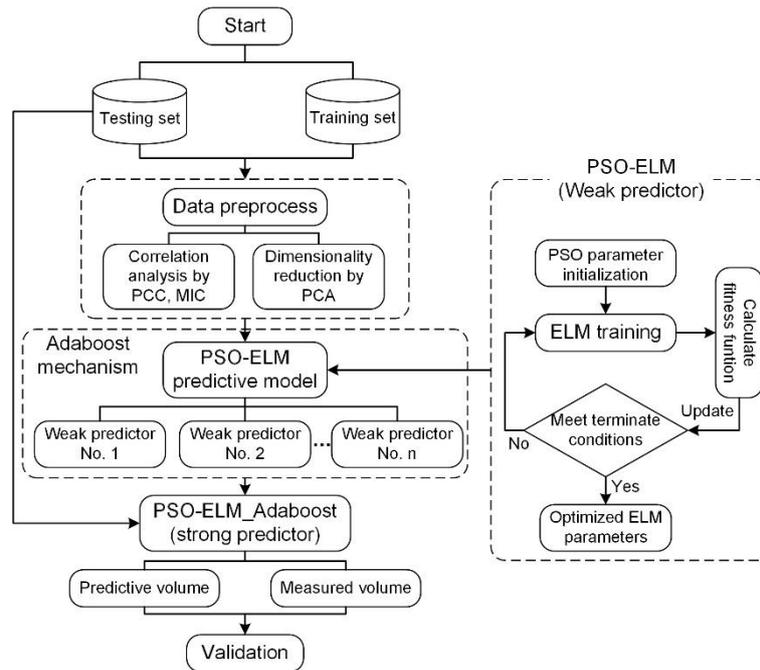 Start
Testing set
Training set
Data preprocess
Correlation
analysis by
PCC, MIC
Dimensionality
reduction by
PCA
Adaboost
mechanism
PSO-ELM
predictive model
Weak predictor
No. 1
Weak predictor
No. 2
...
Weak predictor
No. n
PSO-ELM_Adaboost
(strong predictor)
Predictive volume
Measured volume
Validation
PSO-ELM
(Weak predictor)
PSO parameter
initialization
ELM training
Calculate
fitness funtion
Update
Meet terminate
conditions
No
Yes
Optimized ELM
parameters